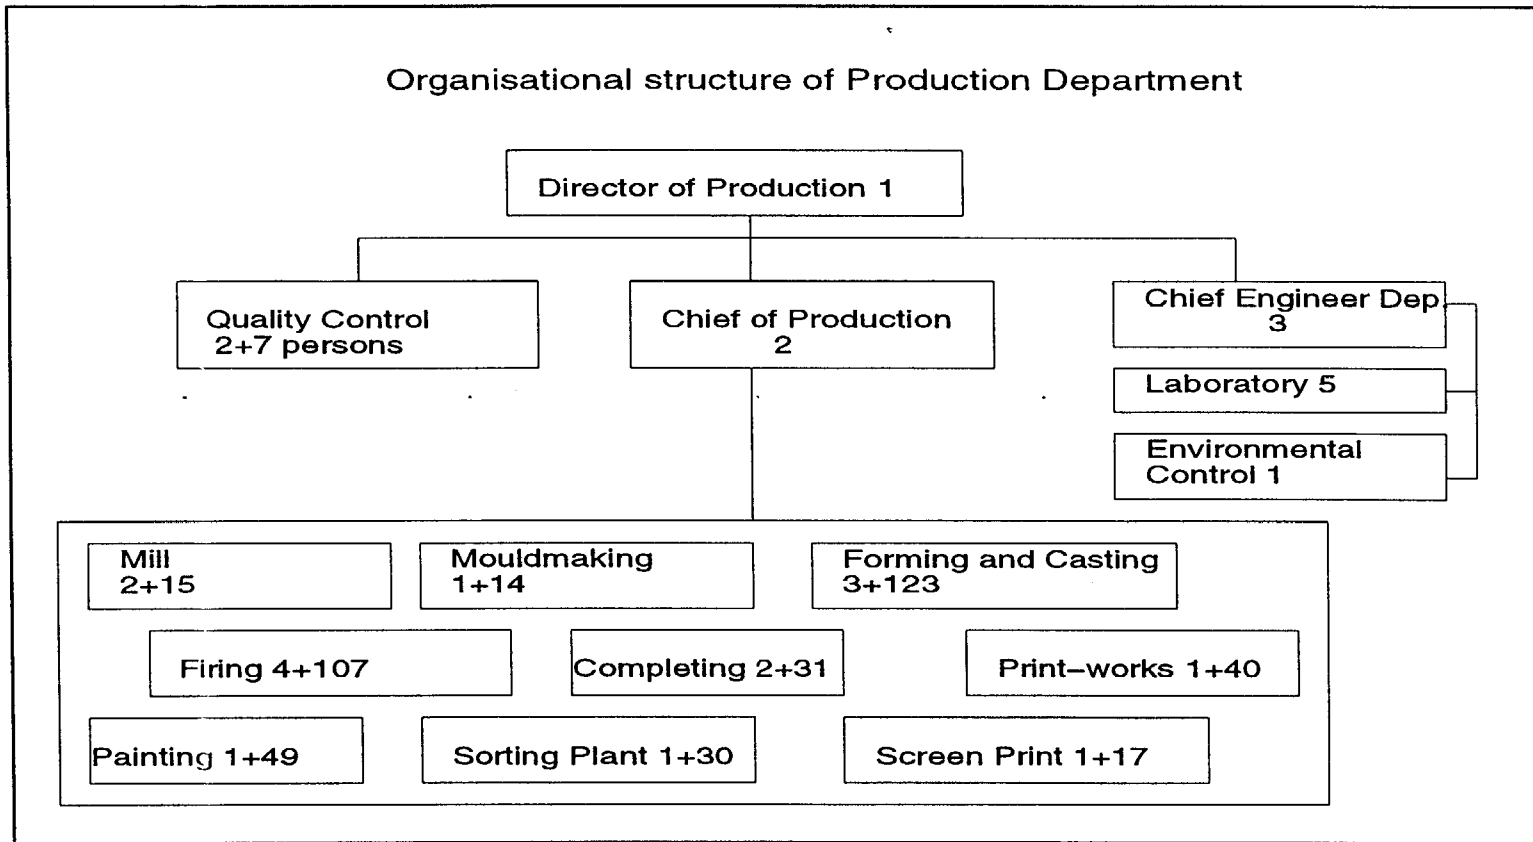 Organisational structure of Production Department
Director of Production 1
Quality Control
2+7 persons
Chief of Production
2
Chief Engineer Dep.
3
Laboratory 5
Environmental
Control 1
Mill
2+15
Mouldmaking
1+14
Forming and Casting
3+123
Firing 4+107
Completing 2+31
Print-works 1+40
Painting 1+49
Sorting Plant 1+30
Screen Print 1+17